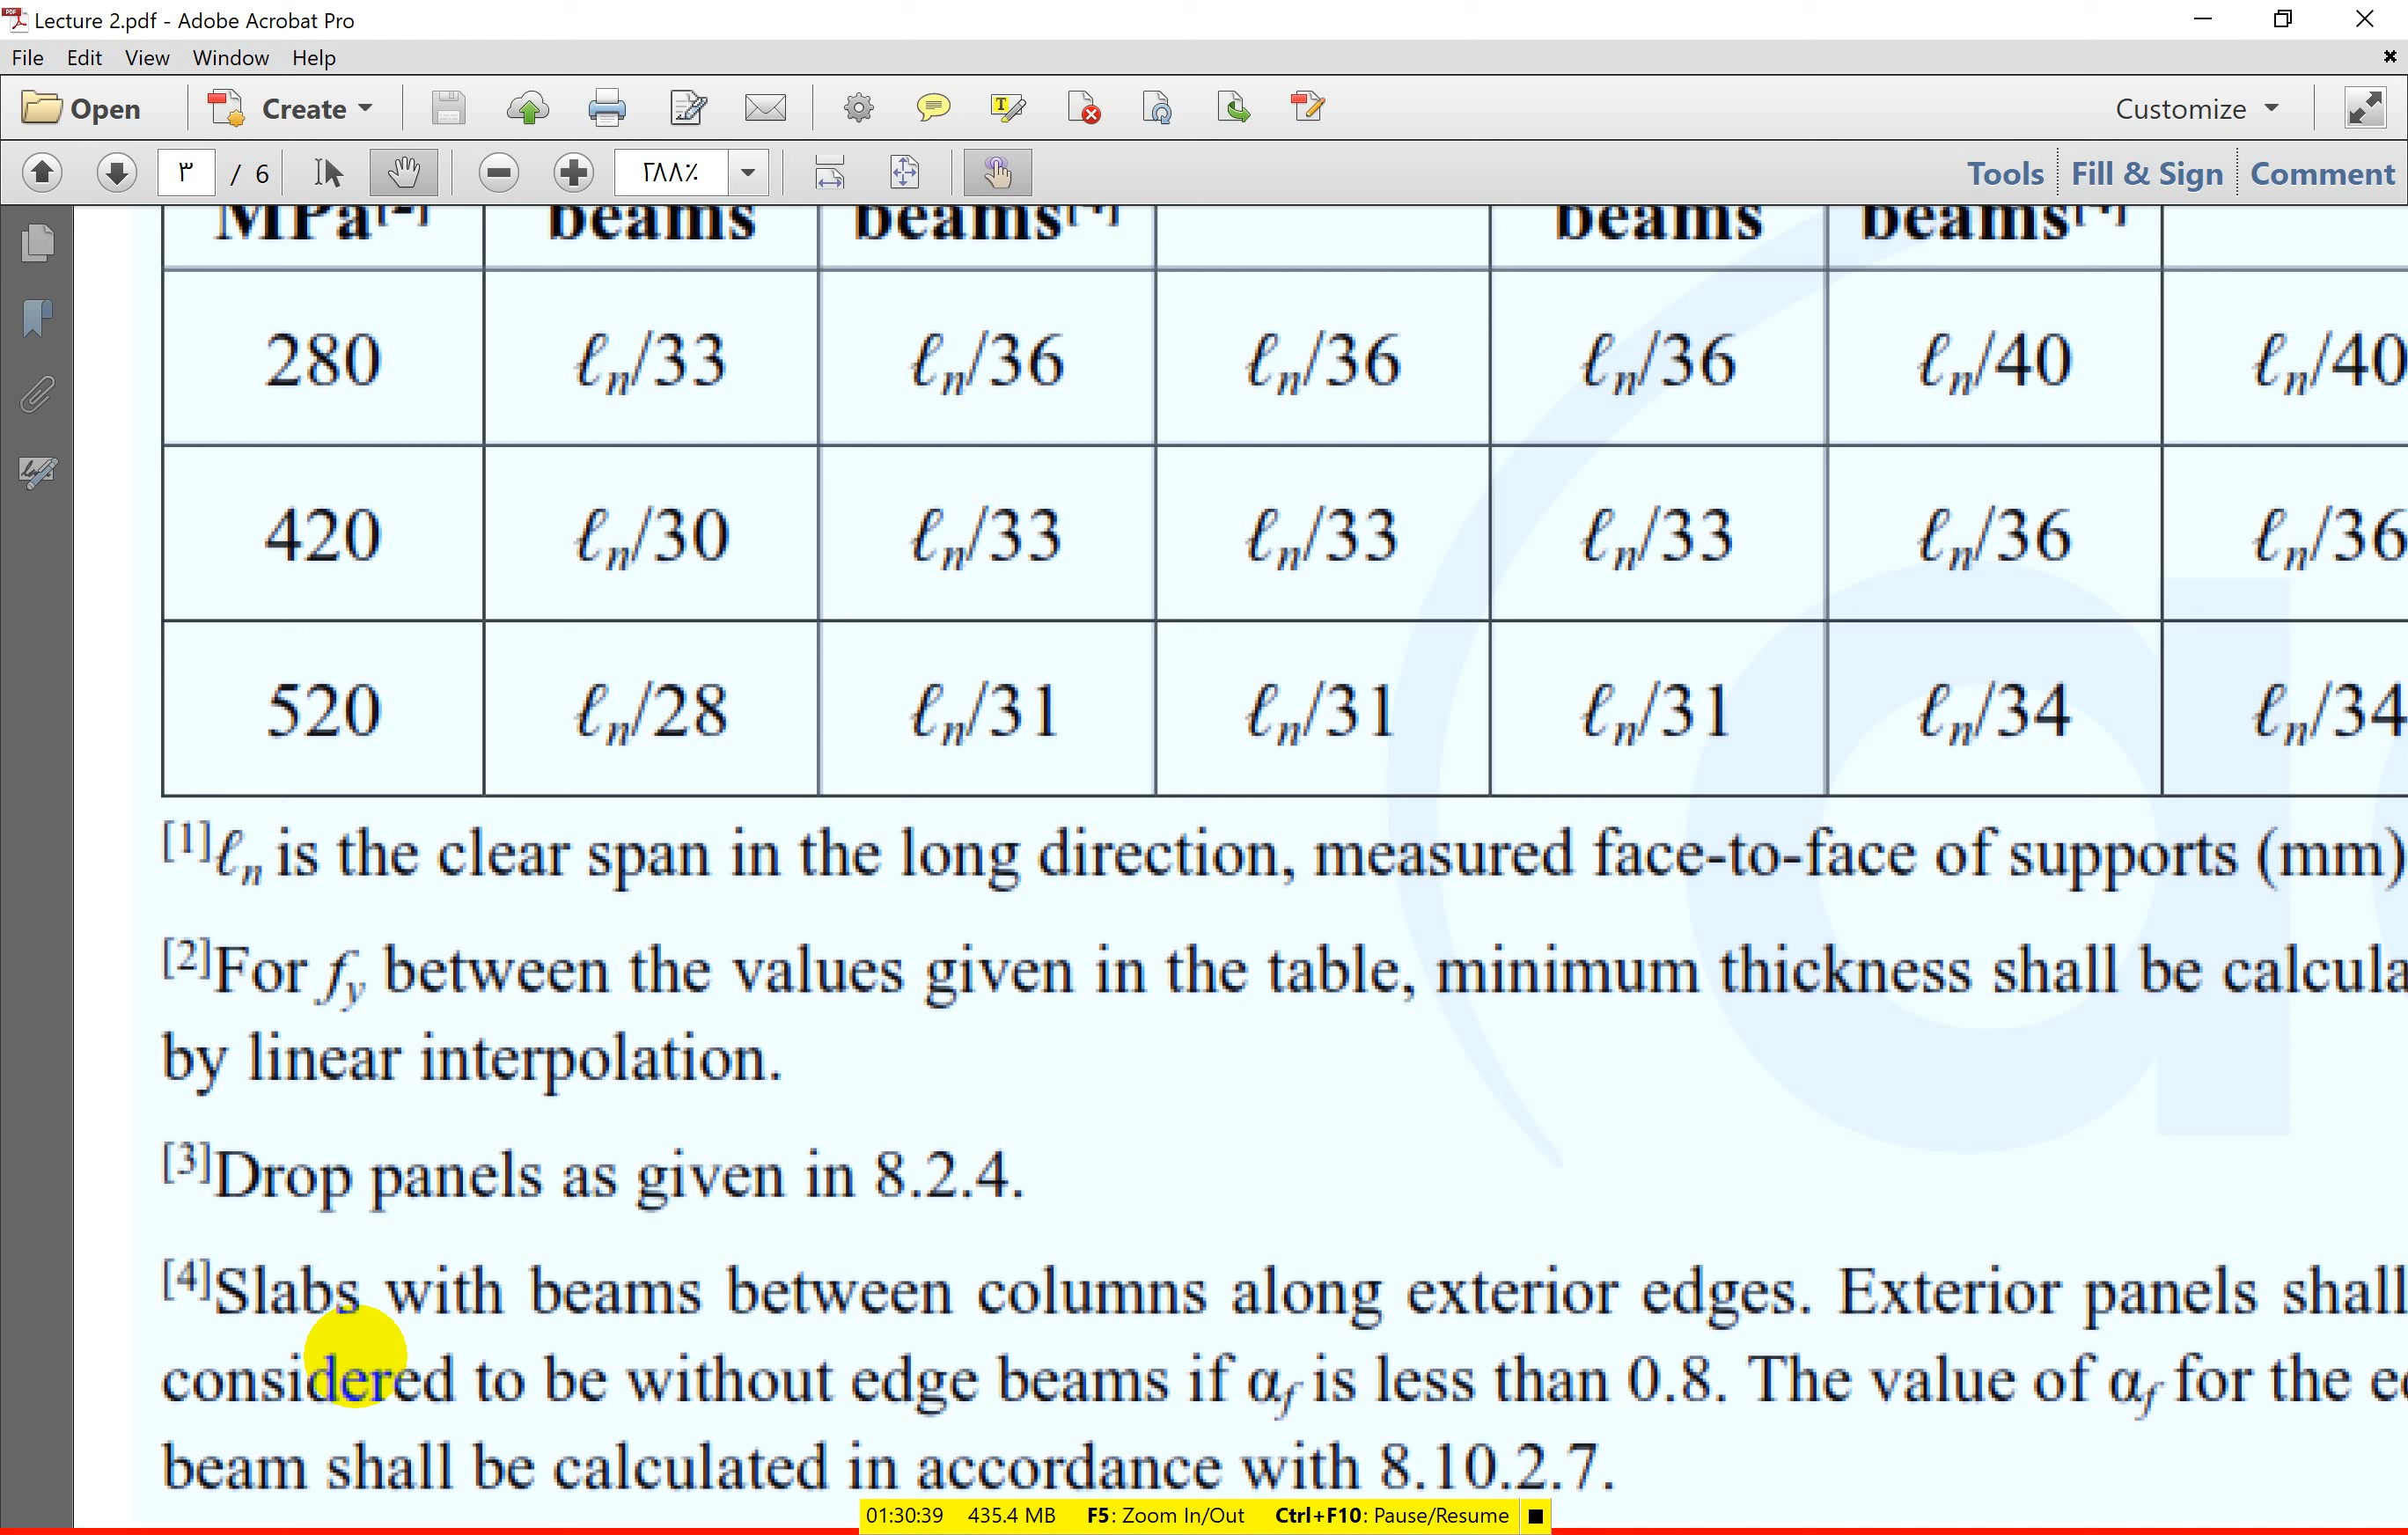 Lecture 2.pdf - Adobe Acrobat Pro
File Edit View Window Help
Open Create Customize
٣ / 6 ٢٨٨٪ Tools Fill & Sign Comment
MPa[2] beams beams[4] beams beams[4]
280 ℓn/33 ℓn/36 ℓn/36 ℓn/36 ℓn/40 ℓn/40
420 ℓn/30 ℓn/33 ℓn/33 ℓn/33 ℓn/36 ℓn/36
520 ℓn/28 ℓn/31 ℓn/31 ℓn/31 ℓn/34 ℓn/34
[1]ℓn is the clear span in the long direction, measured face-to-face of supports (mm)
[2]For fy between the values given in the table, minimum thickness shall be calcula
by linear interpolation.
[3]Drop panels as given in 8.2.4.
[4]Slabs with beams between columns along exterior edges. Exterior panels shall
considered to be without edge beams if αf is less than 0.8. The value of αf for the
beam shall be calculated in accordance with 8.10.2.7.
01:30:39 435.4 MB F5: Zoom In/Out Ctrl+F10: Pause/Resume